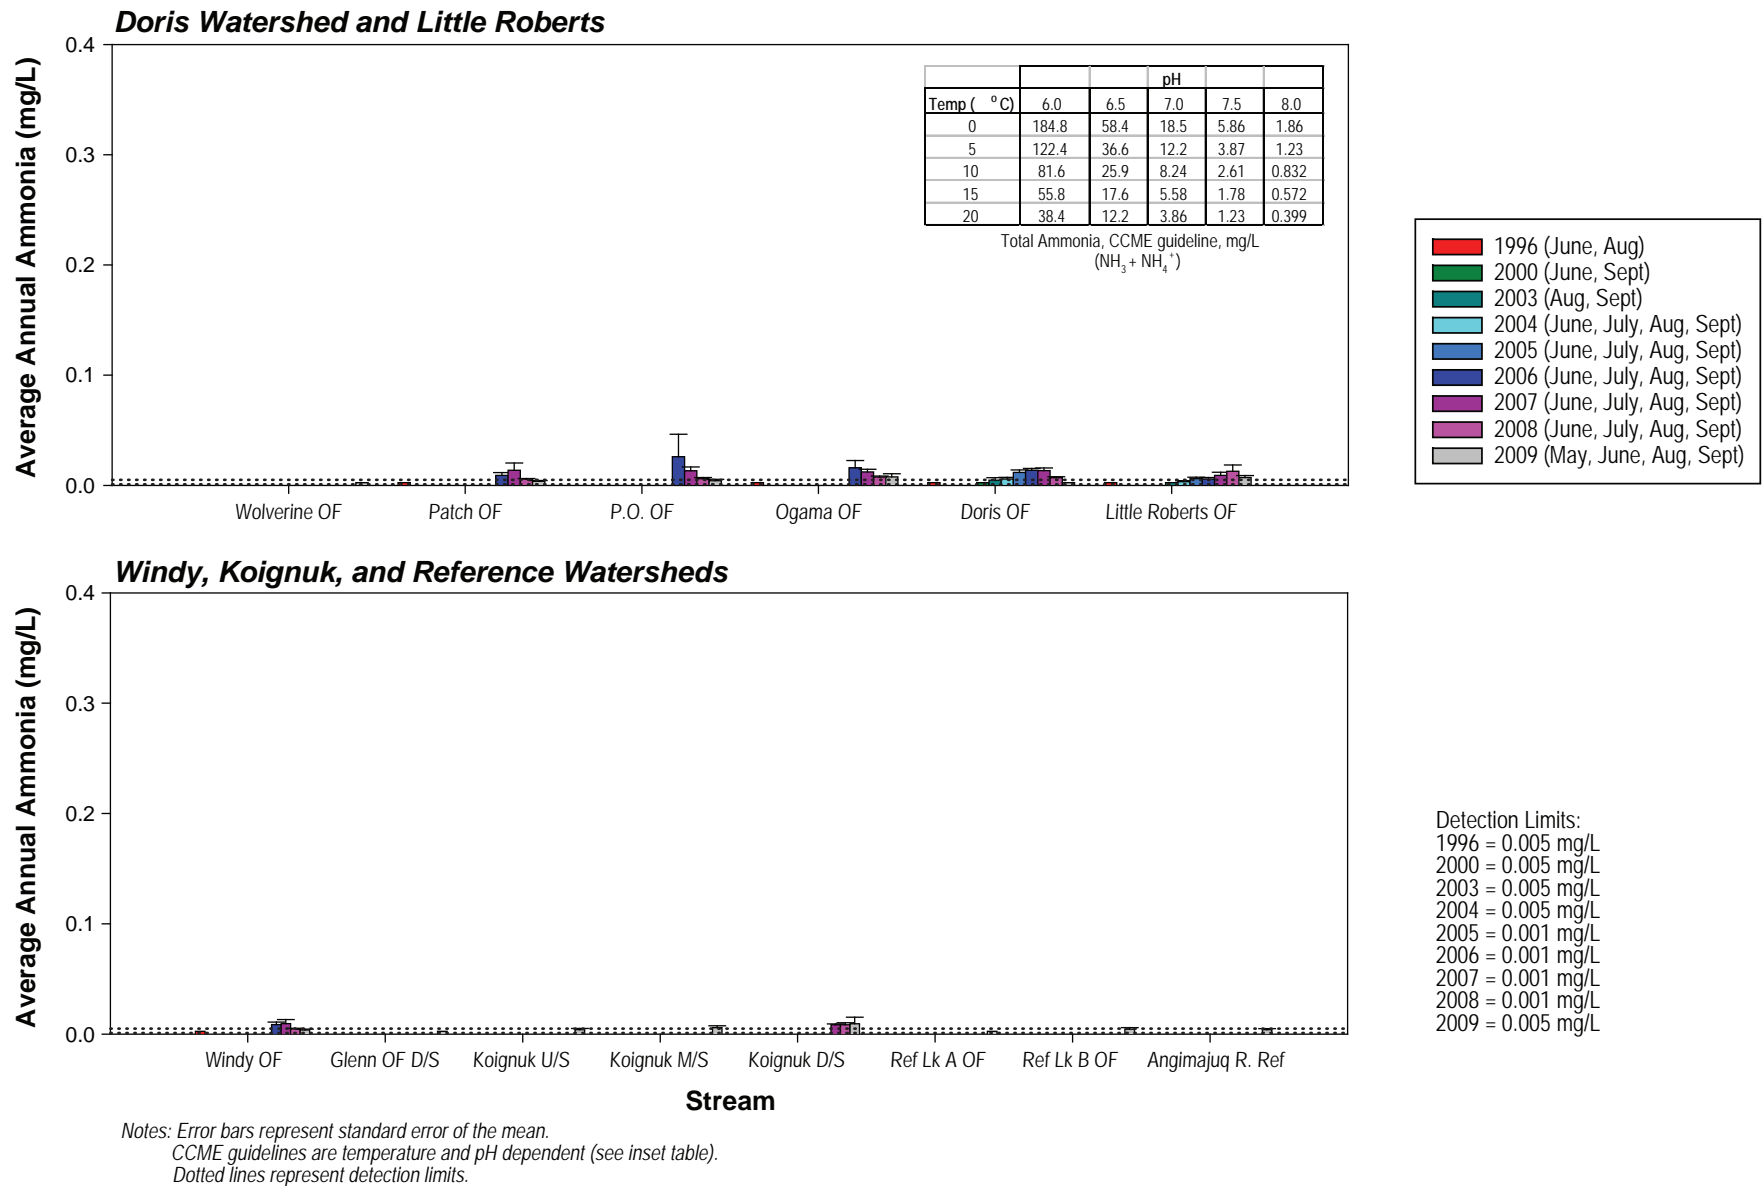 Doris Watershed and Little Roberts
Average Annual Ammonia (mg/L)
0.4
0.3
0.2
0.1
0.0
pH
Temp ( °C) 6.0 6.5 7.0 7.5 8.0
0 184.8 58.4 18.5 5.86 1.86
5 122.4 36.6 12.2 3.87 1.23
10 81.6 25.9 8.24 2.61 0.832
15 55.8 17.6 5.58 1.78 0.572
20 38.4 12.2 3.86 1.23 0.399
Total Ammonia, CCME guideline, mg/L
(NH₃ + NH₄⁺)
Wolverine OF Patch OF P.O. OF Ogama OF Doris OF Little Roberts OF
1996 (June, Aug)
2000 (June, Sept)
2003 (Aug, Sept)
2004 (June, July, Aug, Sept)
2005 (June, July, Aug, Sept)
2006 (June, July, Aug, Sept)
2007 (June, July, Aug, Sept)
2008 (June, July, Aug, Sept)
2009 (May, June, Aug, Sept)
Windy, Koignuk, and Reference Watersheds
Average Annual Ammonia (mg/L)
0.4
0.3
0.2
0.1
0.0
Windy OF Glenn OF D/S Koignuk U/S Koignuk M/S Koignuk D/S Ref Lk A OF Ref Lk B OF Angimajuq R. Ref
Stream
Detection Limits:
1996 = 0.005 mg/L
2000 = 0.005 mg/L
2003 = 0.005 mg/L
2004 = 0.005 mg/L
2005 = 0.001 mg/L
2006 = 0.001 mg/L
2007 = 0.001 mg/L
2008 = 0.001 mg/L
2009 = 0.005 mg/L
Notes: Error bars represent standard error of the mean.
CCME guidelines are temperature and pH dependent (see inset table).
Dotted lines represent detection limits.